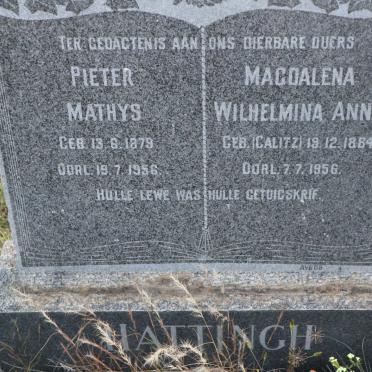 TER GEDAGTENIS AAN ONS DIERBARE OUERS
PIETER
MATHYS
GEB. 13. 6. 1879
OORL. 19. 7. 1956.
MAGDALENA
WILHELMINA ANN
GEB. (CALITZ) 19. 12. 1884
OORL. 7. 7. 1956.
HULLE LEWE WAS HULLE GETUIGSKRIF.
HATTINGH